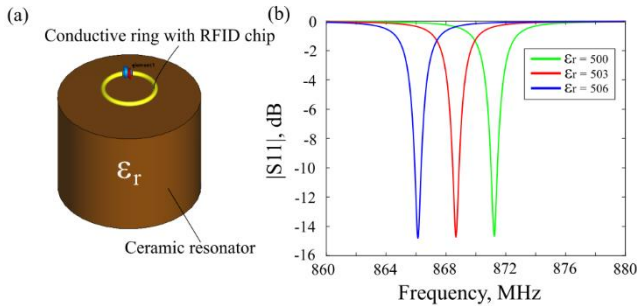 (a)
Conductive ring with RFID chip
εr
Ceramic resonator
(b)
0
-2
-4
-6
-8
-10
-12
-14
-16
|S11|, dB
εr = 500
εr = 503
εr = 506
860 864 868 872 876 880
Frequency, MHz